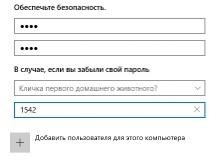 Обеспечьте безопасность.
••••
••••
В случае, если вы забыли свой пароль
Кличка первого домашнего животного?
1542
Добавить пользователя для этого компьютера